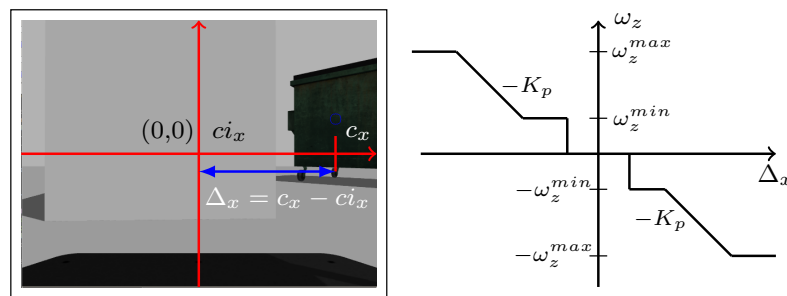 (0,0) ci_x c_x
Δ_x = c_x − ci_x
ω_z
ω_z^{max}
−K_p
ω_z^{min}
Δ_x
−ω_z^{min}
−K_p
−ω_z^{max}